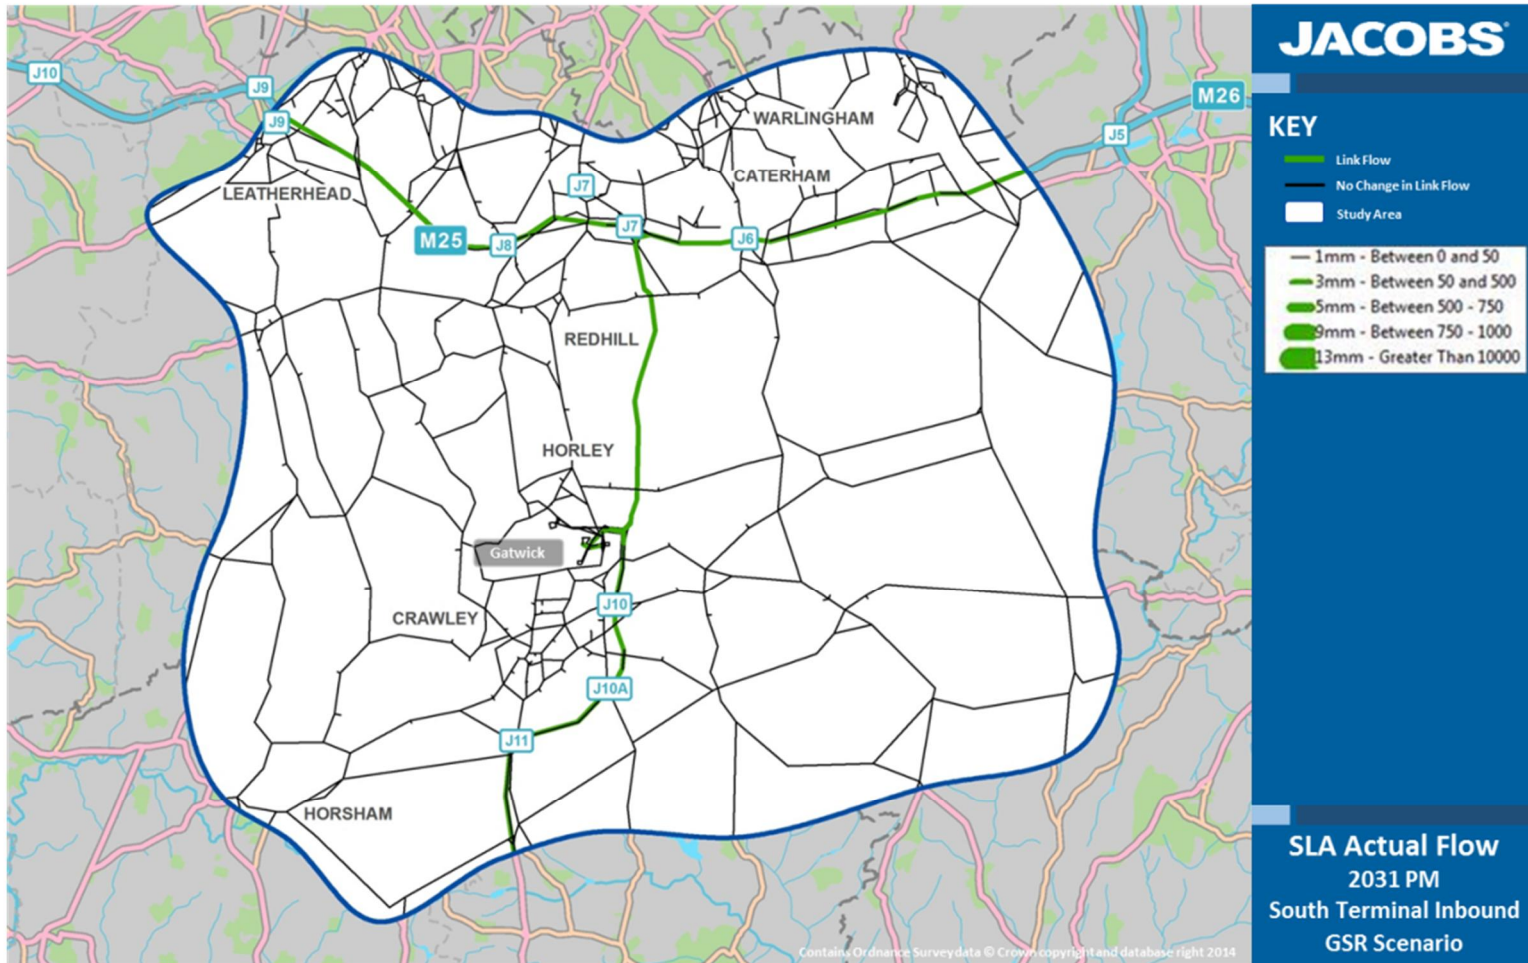 J10
J9
J9
LEATHERHEAD
M25
J8
J7
J7
J6
WARLINGHAM
CATERHAM
J5
M26
REDHILL
HORLEY
Gatwick
CRAWLEY
J10
J10A
J11
HORSHAM
Contains Ordnance Survey data © Crown copyright and database right 2014
JACOBS
KEY
Link Flow
No Change in Link Flow
Study Area
1mm - Between 0 and 50
3mm - Between 50 and 500
5mm - Between 500 - 750
9mm - Between 750 - 1000
13mm - Greater Than 10000
SLA Actual Flow
2031 PM
South Terminal Inbound
GSR Scenario